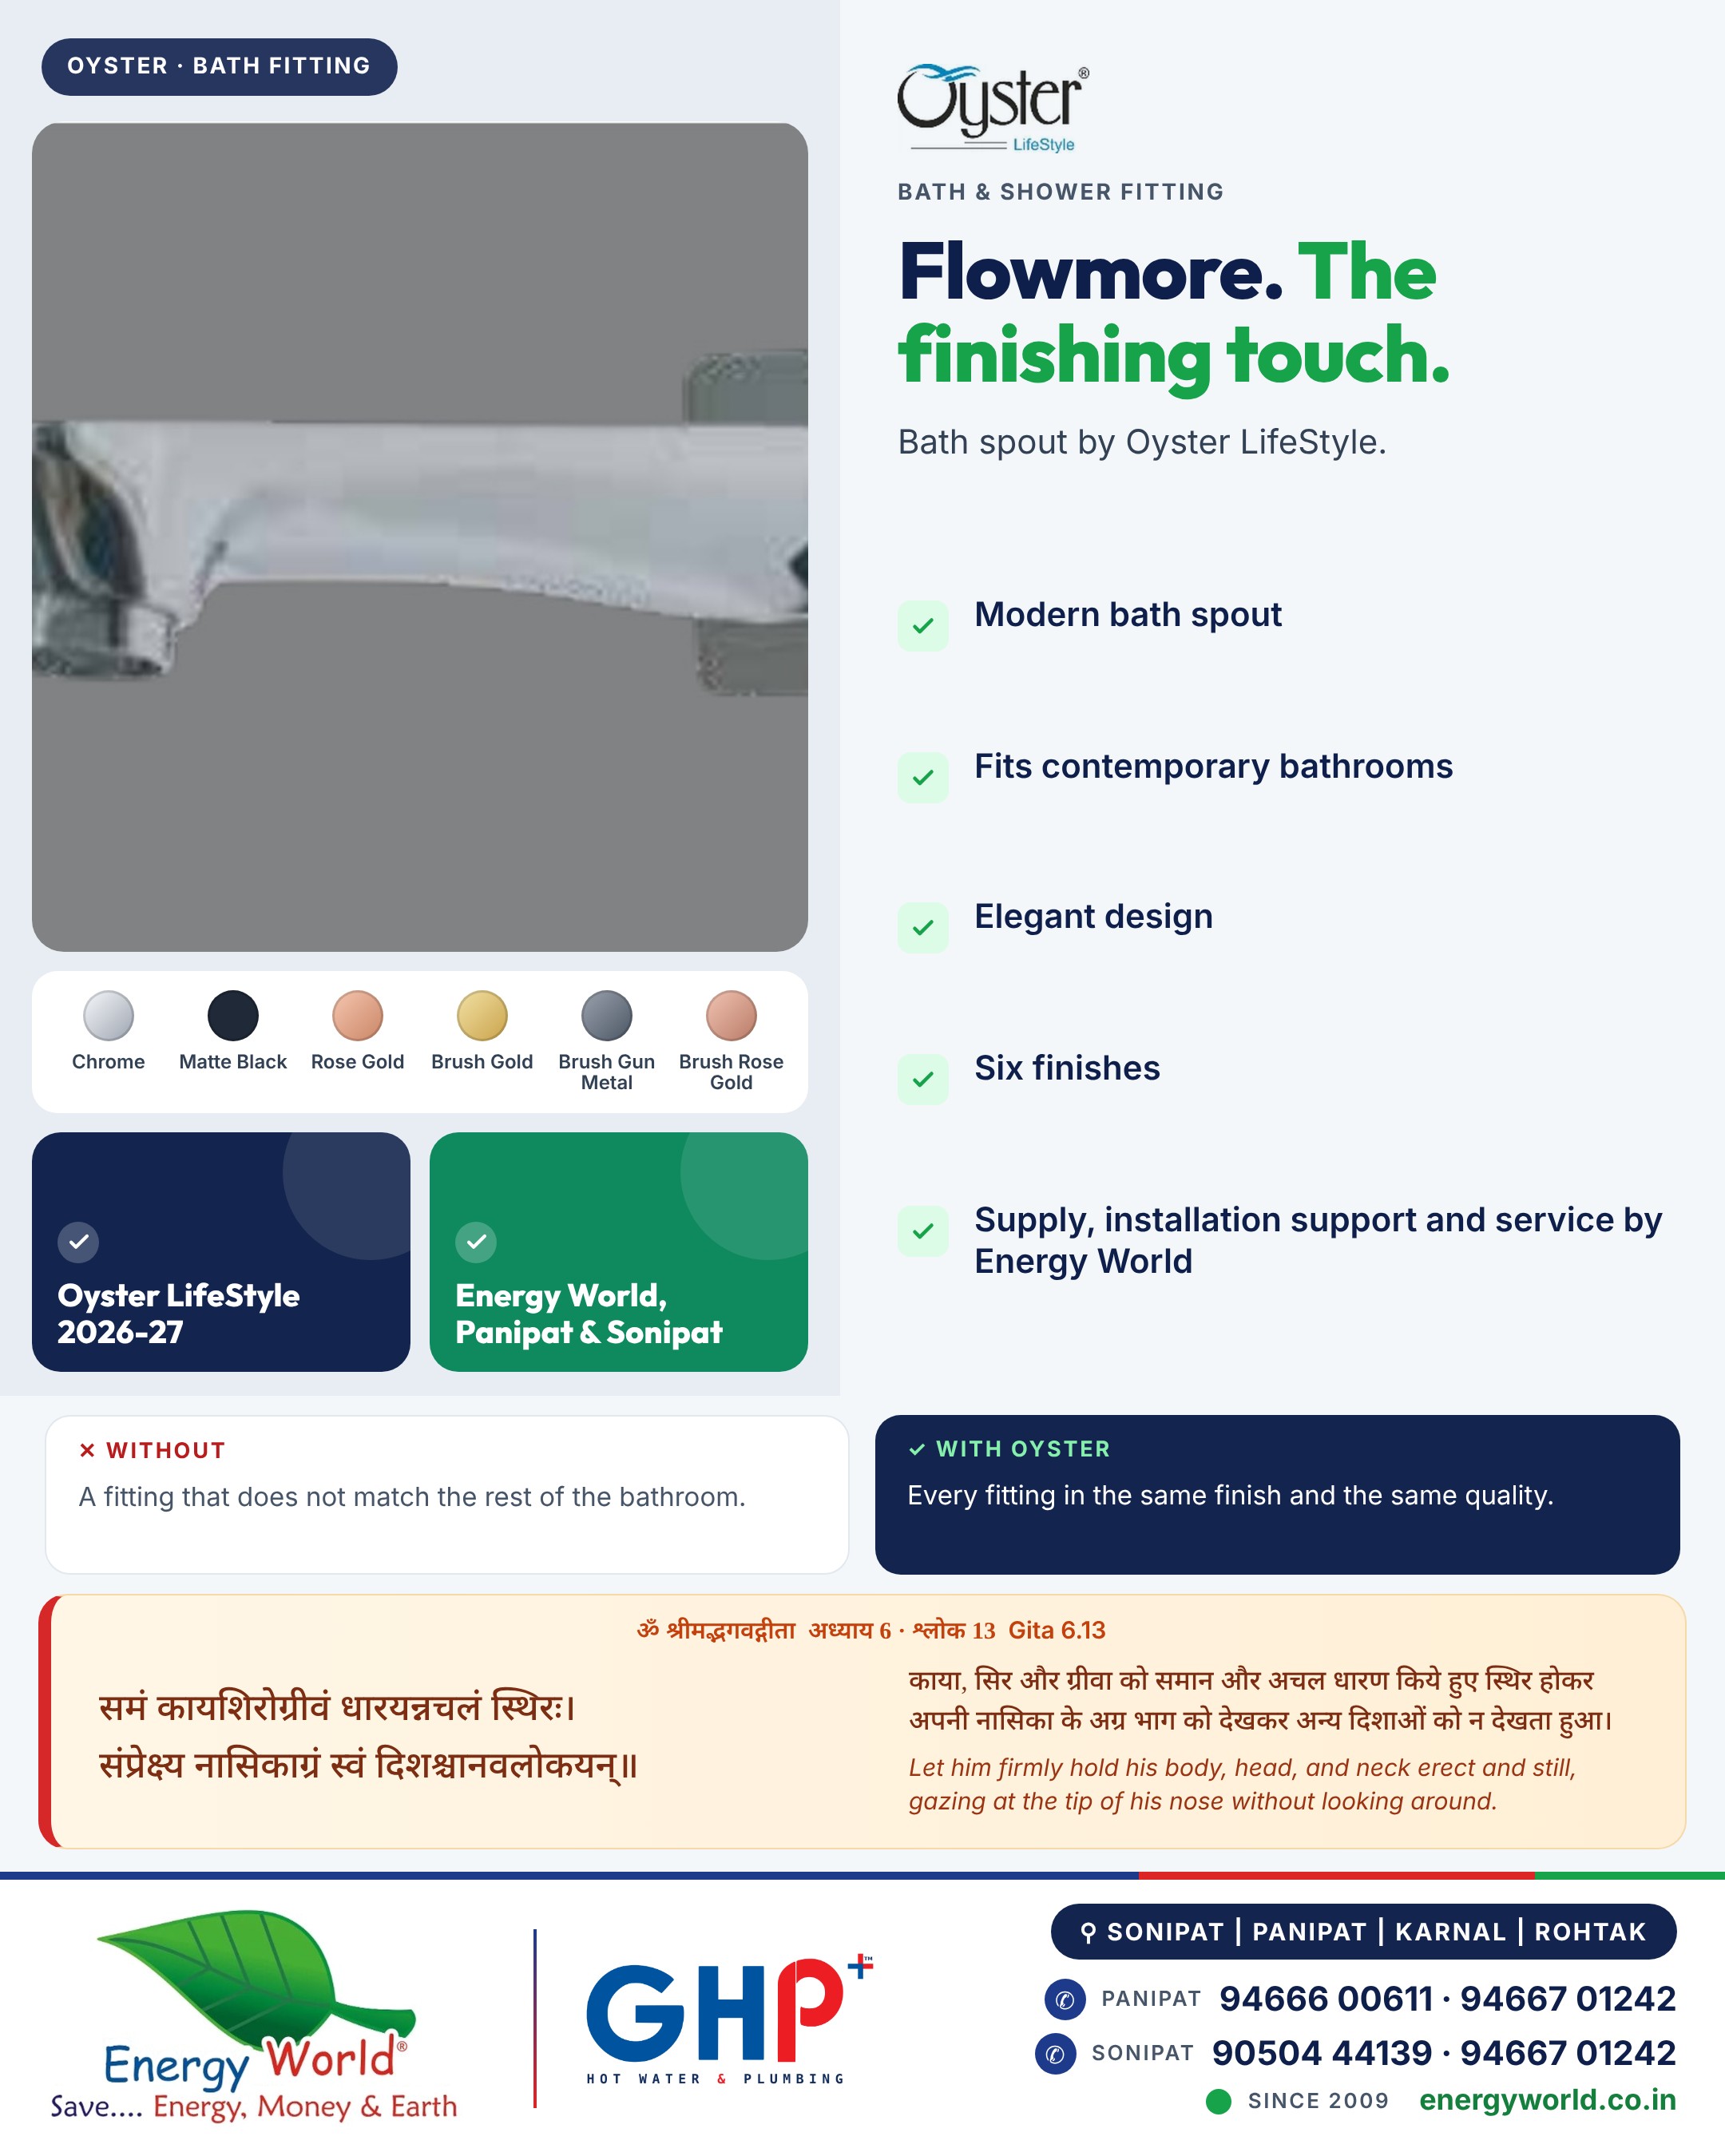 OYSTER · BATH FITTING
Oyster®
LifeStyle
BATH & SHOWER FITTING
Flowmore. The
finishing touch.
Bath spout by Oyster LifeStyle.
Modern bath spout
Fits contemporary bathrooms
Elegant design
Six finishes
Supply, installation support and service by
Energy World
Chrome
Matte Black
Rose Gold
Brush Gold
Brush Gun
Metal
Brush Rose
Gold
Oyster LifeStyle
2026-27
Energy World,
Panipat & Sonipat
✕ WITHOUT
A fitting that does not match the rest of the bathroom.
✓ WITH OYSTER
Every fitting in the same finish and the same quality.
ॐ श्रीमद्भगवद्गीता अध्याय 6 · श्लोक 13 Gita 6.13
समं कायशिरोग्रीवं धारयन्नचलं स्थिरः।
संप्रेक्ष्य नासिकाग्रं स्वं दिशश्चानवलोकयन्॥
काया, सिर और ग्रीवा को समान और अचल धारण किये हुए स्थिर होकर
अपनी नासिका के अग्र भाग को देखकर अन्य दिशाओं को न देखता हुआ।
Let him firmly hold his body, head, and neck erect and still,
gazing at the tip of his nose without looking around.
Energy World®
Save.... Energy, Money & Earth
GHP+™
HOT WATER & PLUMBING
SONIPAT | PANIPAT | KARNAL | ROHTAK
PANIPAT 94666 00611 · 94667 01242
SONIPAT 90504 44139 · 94667 01242
SINCE 2009 energyworld.co.in